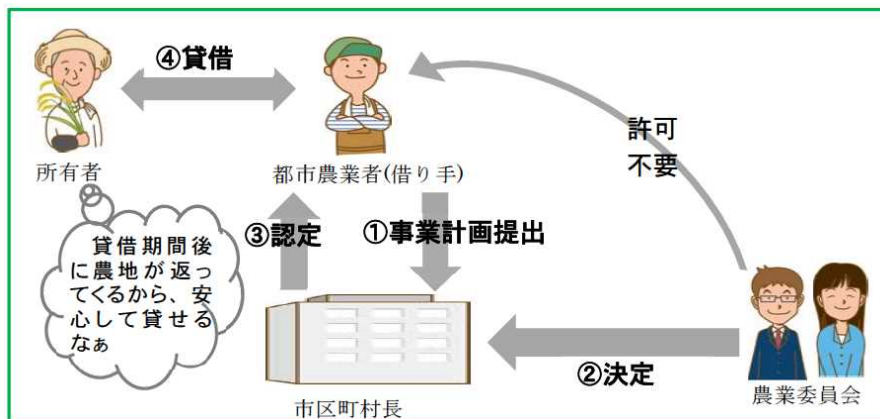 ④貸借
許可
不要
所有者
都市農業者(借り手)
③認定
①事業計画提出
貸借期間後
に農地が返っ
てくるから、安
心して貸せる
なぁ
②決定
農業委員会
市区町村長